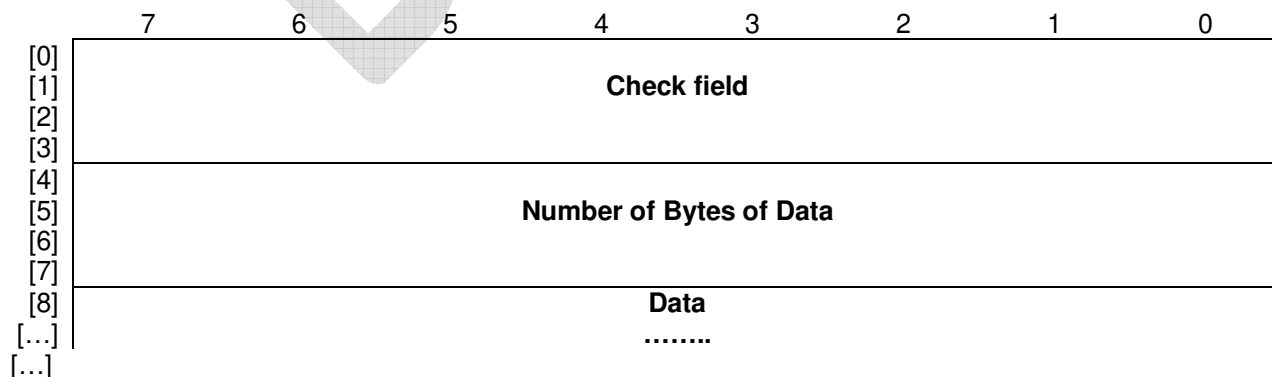 7 6 5 4 3 2 1 0
[0]
[1] Check field
[2]
[3]
[4]
[5] Number of Bytes of Data
[6]
[7]
[8] Data
[…] ……..
[…]